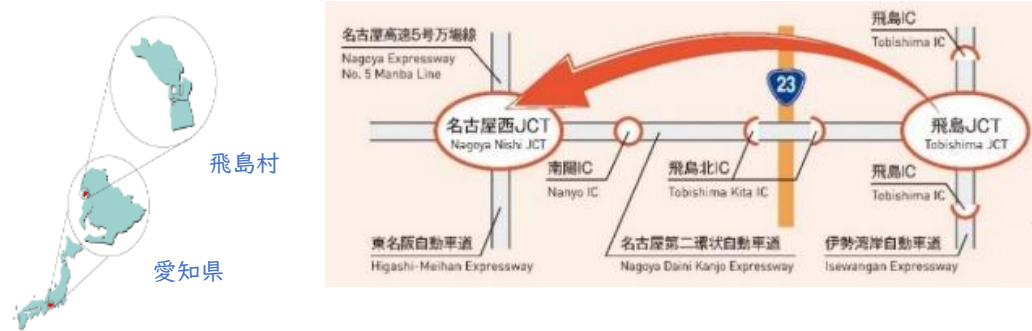 飛島村
愛知県
名古屋高速5号万場線
Nagoya Expressway
No. 5 Manba Line
飛島IC
Tobishima IC
23
名古屋西JCT
Nagoya Nishi JCT
飛島JCT
Tobishima JCT
南陽IC
Nanyo IC
飛島北IC
Tobishima Kita IC
飛島IC
Tobishima IC
東名阪自動車道
Higashi-Meihan Expressway
名古屋第二環状自動車道
Nagoya Daini Kanjo Expressway
伊勢湾岸自動車道
Isewangan Expressway